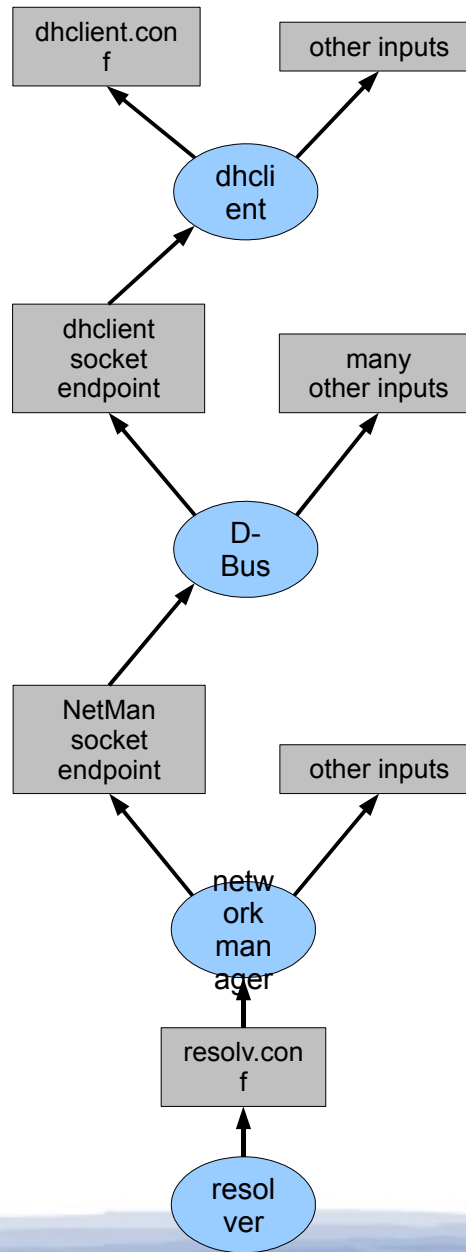 dhclient.con
f
other inputs
dhcli
ent
dhclient
socket
endpoint
many
other inputs
D-
Bus
NetMan
socket
endpoint
other inputs
netw
ork
man
ager
resolv.con
f
resol
ver